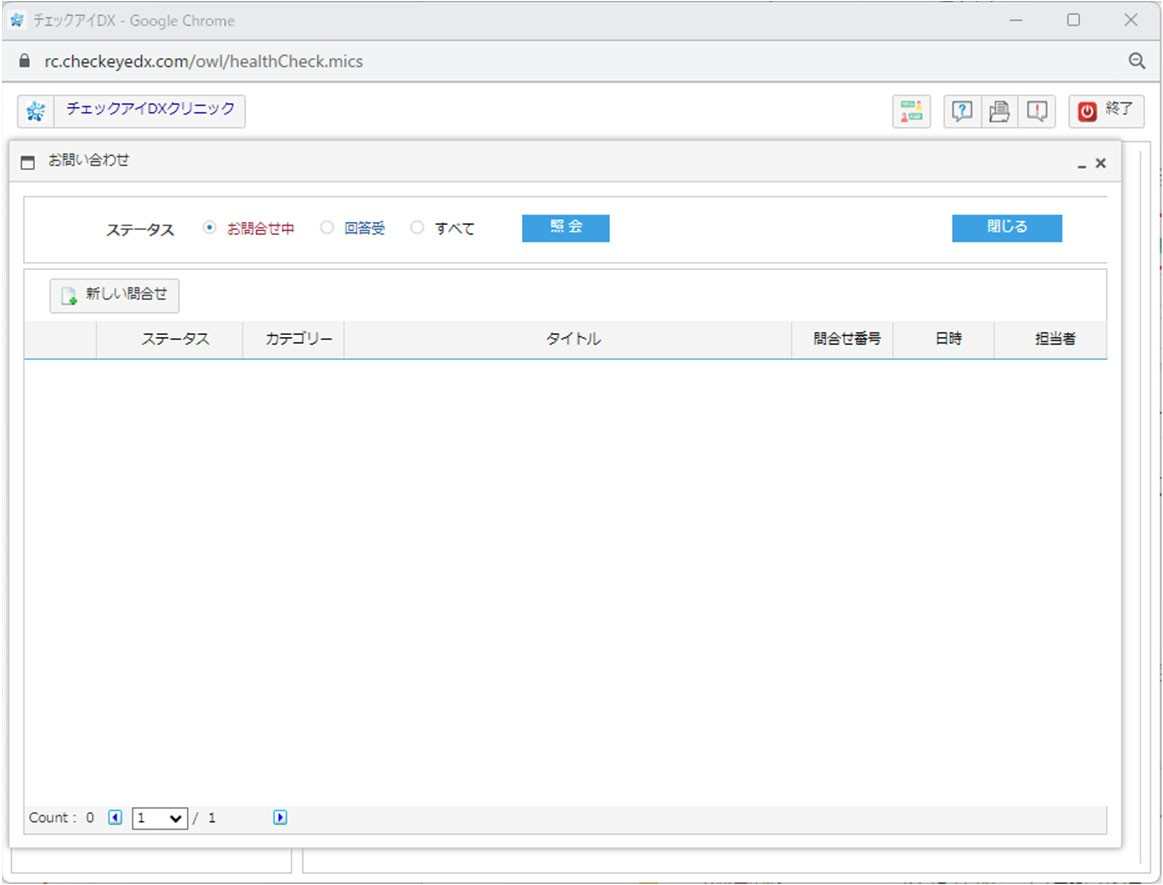 チェックアイDX - Google Chrome
rc.checkeyedx.com/owl/healthCheck.mics
チェックアイDXクリニック 終了
お問い合わせ
ステータス お問合せ中 回答受 すべて 照会 閉じる
新しい問合せ
ステータス カテゴリー タイトル 問合せ番号 日時 担当者
Count : 0 1 / 1